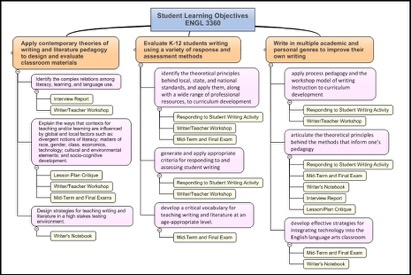 Student Learning Objectives
ENGL 3360
Apply contemporary theories of
writing and literature pedagogy
to design and evaluate
classroom materials
Identify the complex relations among
literacy, learning, and language use.
Interview Report
Writer/Teacher Workshop
Explain the ways that contexts for
teaching and/or learning are influenced
by global and local factors such as
divergent notions of literacy; matters of
race, gender, class, economics,
technology; cultural and environmental
elements; and socio-cognitive
development.
Lesson Plan Critique
Writer/Teacher Workshop
Mid-Term and Final Exams
Design strategies for teaching writing and
literature in a high stakes testing
environment.
Writer's Notebook
Evaluate K-12 students writing
using a variety of response and
assessment methods
identify the theoretical principles
behind local, state, and national
standards, and apply them, along
with a wide range of professional
resources, to curriculum development
Responding to Student Writing Activity
Writer/Teacher Workshop
Mid-Term and Final Exam
generate and apply appropriate
criteria for responding to and
assessing student writing
Responding to Student Writing Activity
Writer/Teacher Workshop
develop a critical vocabulary for
teaching writing and literature at an
age-appropriate level.
Mid-Term and Final Exam
Write in multiple academic and
personal genres to improve their
own writing
apply process pedagogy and the
workshop model of writing
instruction to curriculum
development
Responding to Student Writing Activity
Writer/Teacher Workshop
articulate the theoretical principles
behind the methods that inform one's
pedagogy
Responding to Student Writing Activity
Mid-Term and Final Exam
Writer's Notebook
Interview Report
LessonPlan Critique
develop effective strategies for
integrating technology into the
English language arts classroom
Mid-Term and Final Exam
Writer's Notebook